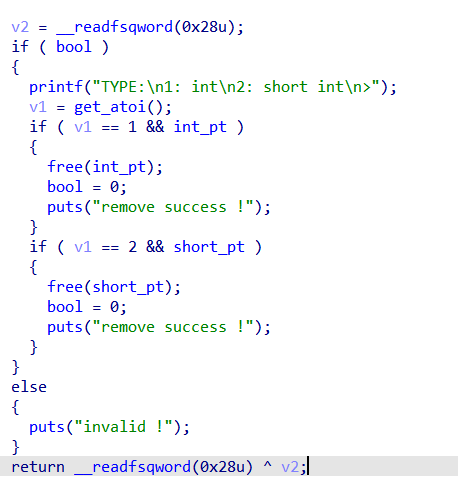 v2 = __readfsqword(0x28u);
if ( bool )
{
printf("TYPE:\n1: int\n2: short int\n>");
v1 = get_atoi();
if ( v1 == 1 && int_pt )
{
free(int_pt);
bool = 0;
puts("remove success !");
}
if ( v1 == 2 && short_pt )
{
free(short_pt);
bool = 0;
puts("remove success !");
}
}
else
{
puts("invalid !");
}
return __readfsqword(0x28u) ^ v2;